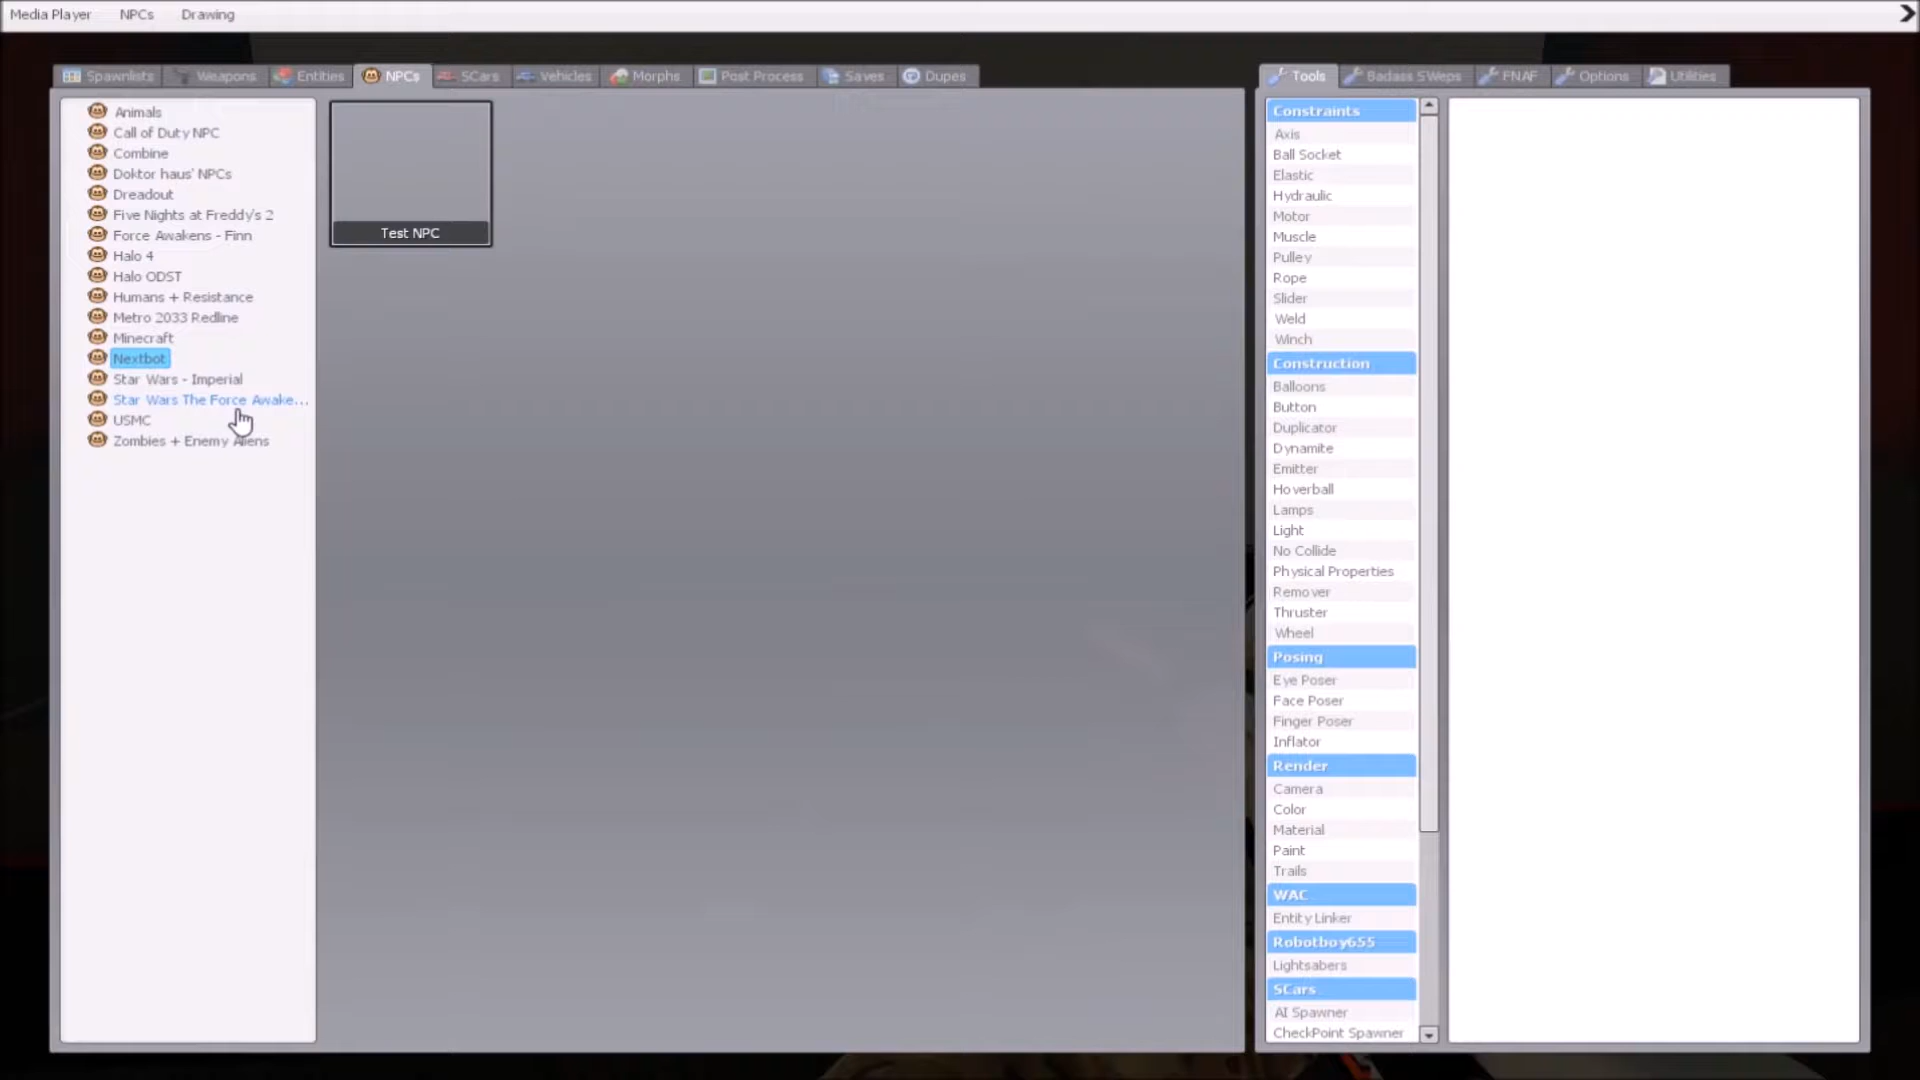 Media Player NPCs Drawing
Spawnlists Weapons Entities NPCs SCars Vehicles Morphs Post Process Saves Dupes
Animals
Call of Duty NPC
Combine
Doktor haus' NPCs
Dreadout
Five Nights at Freddy's 2
Force Awakens - Finn
Halo 4
Halo ODST
Humans + Resistance
Metro 2033 Redline
Minecraft
Nextbot
Star Wars - Imperial
Star Wars The Force Awake...
USMC
Zombies + Enemy Aliens
Test NPC
Tools Badass SWeps FNAF Options Utilities
Constraints
Axis
Ball Socket
Elastic
Hydraulic
Motor
Muscle
Pulley
Rope
Slider
Weld
Winch
Construction
Balloons
Button
Duplicator
Dynamite
Emitter
Hoverball
Lamps
Light
No Collide
Physical Properties
Remover
Thruster
Wheel
Posing
Eye Poser
Face Poser
Finger Poser
Inflator
Render
Camera
Color
Material
Paint
Trails
WAC
Entity Linker
Robotboy655
Lightsabers
SCars
AI Spawner
CheckPoint Spawner